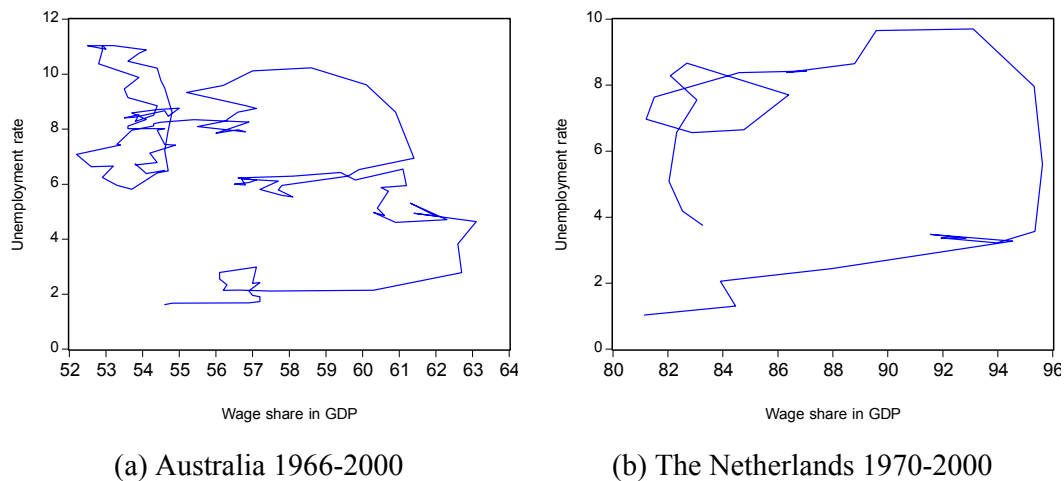 12
10
8
6
4
2
0
Unemployment rate
52 53 54 55 56 57 58 59 60 61 62 63 64
Wage share in GDP
(a) Australia 1966-2000
10
8
6
4
2
0
Unemployment rate
80 82 84 86 88 90 92 94 96
Wage share in GDP
(b) The Netherlands 1970-2000